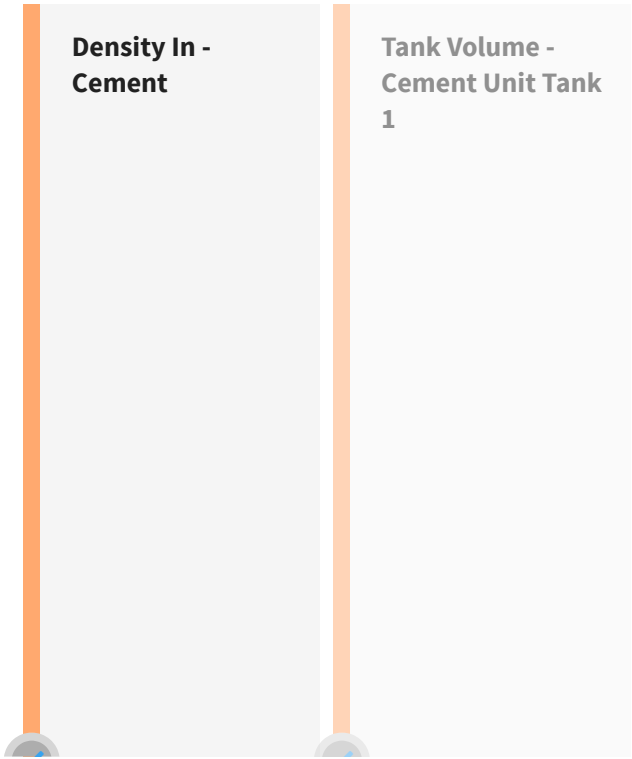 Density In -
Cement
Tank Volume -
Cement Unit Tank
1